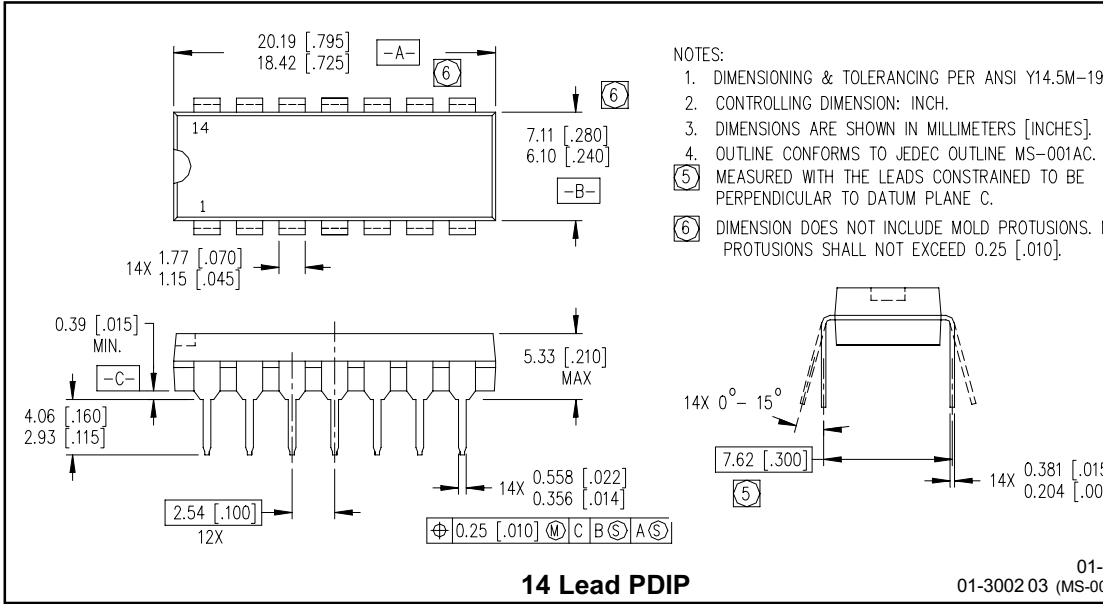 20.19 [.795]
18.42 [.725]
-A-
6
6
14
1
7.11 [.280]
6.10 [.240]
-B-
14X 1.77 [.070]
1.15 [.045]
NOTES:
1. DIMENSIONING & TOLERANCING PER ANSI Y14.5M-19
2. CONTROLLING DIMENSION: INCH.
3. DIMENSIONS ARE SHOWN IN MILLIMETERS [INCHES].
4. OUTLINE CONFORMS TO JEDEC OUTLINE MS-001AC.
5 MEASURED WITH THE LEADS CONSTRAINED TO BE
PERPENDICULAR TO DATUM PLANE C.
6 DIMENSION DOES NOT INCLUDE MOLD PROTUSIONS.
PROTUSIONS SHALL NOT EXCEED 0.25 [.010].
0.39 [.015]
MIN.
-C-
4.06 [.160]
2.93 [.115]
5.33 [.210]
MAX
2.54 [.100]
12X
14X 0.558 [.022]
0.356 [.014]
⌖ 0.25 [.010] Ⓜ C B Ⓢ A Ⓢ
14X 0° - 15°
7.62 [.300]
5
14X 0.381 [.015
0.204 [.00
14 Lead PDIP
01-
01-3002 03 (MS-00